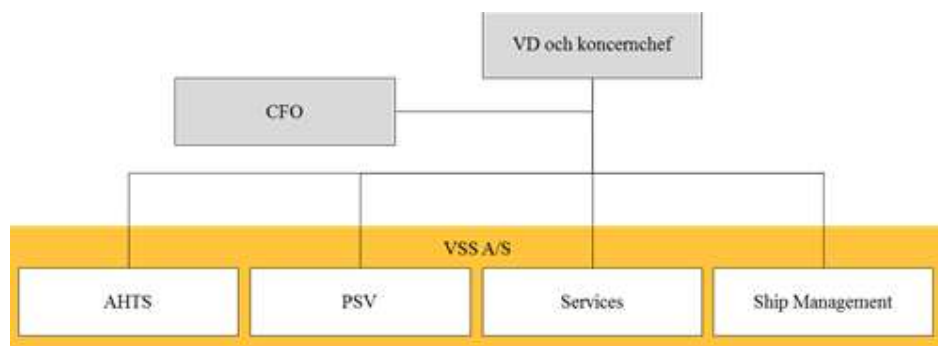 VD och koncernchef
CFO
VSS A/S
AHTS
PSV
Services
Ship Management